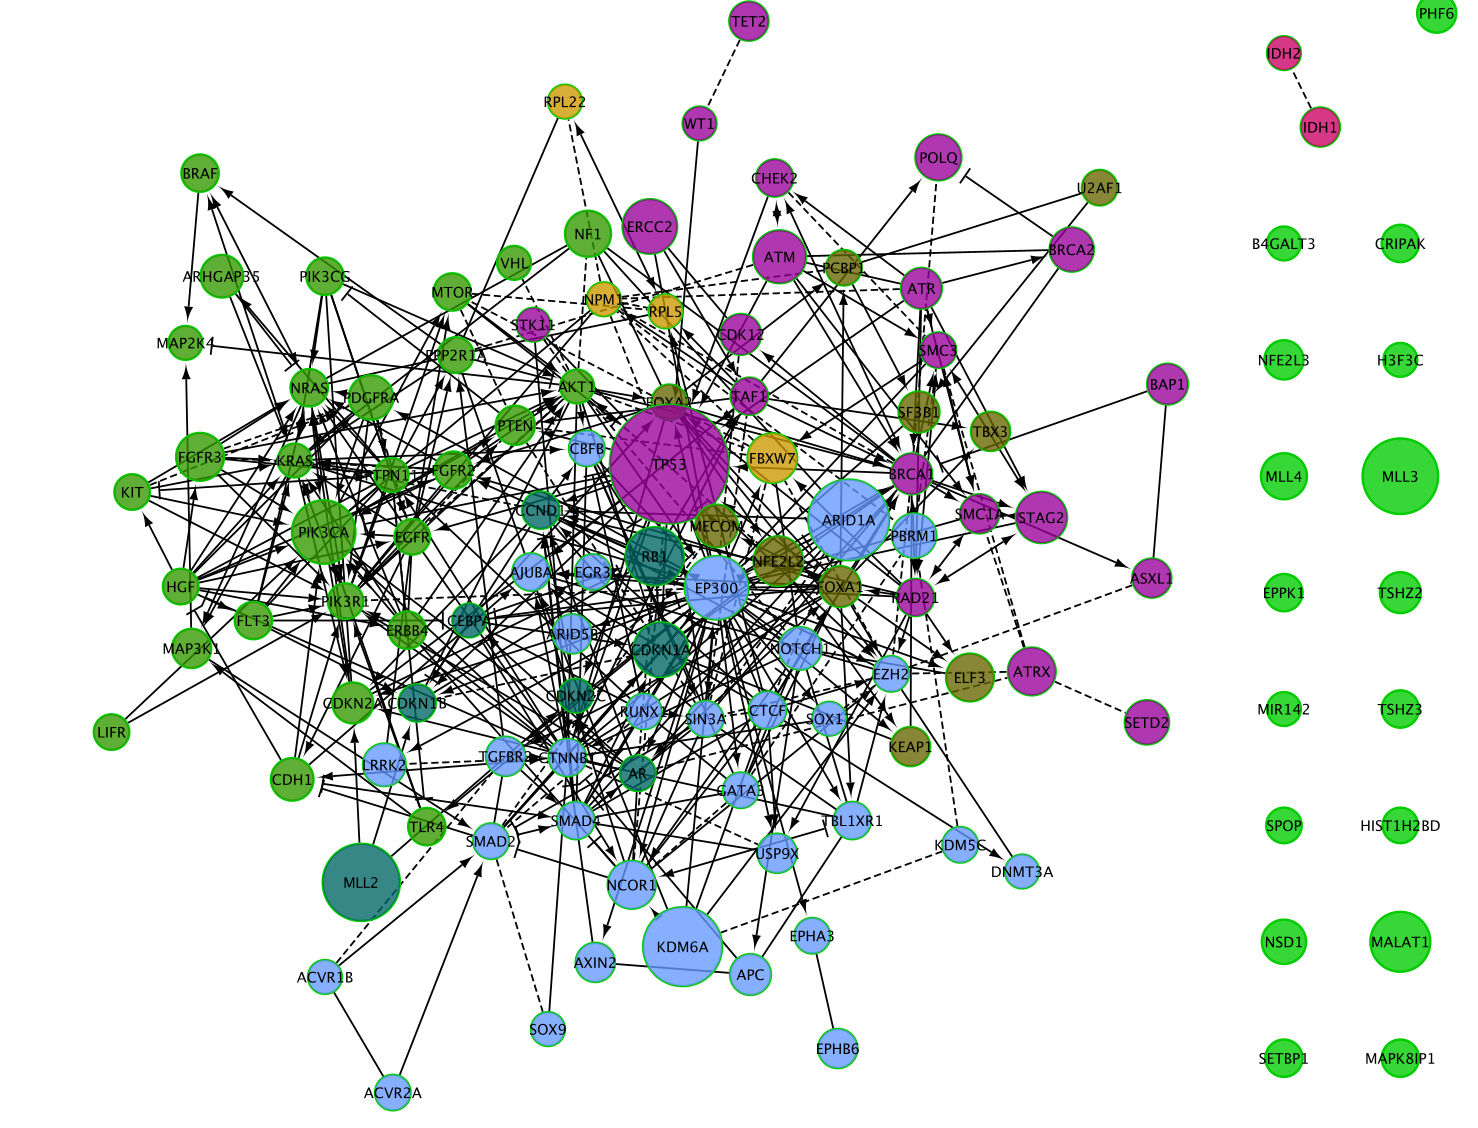 PHF6
TET2
IDH2
RPL22
WT1
IDH1
POLQ
BRAF
CHEK2
U2AF1
ERCC2
NF1
B4GALT3
CRIPAK
BRCA2
ATM
VHL
PCBP1
ARHGAP35
PIK3CG
MTOR
ATR
NPM1
RPL5
STK11
CDK12
MAP2K4
SMC3
PPP2R1A
NFE2L3
H3F3C
BAP1
NRAS
AKT1
PDGFRA
TAF1
FOXA2
SF3B1
PTEN
TBX3
CBFB
FGFR3
KRAS
TP53
FBXW7
FGFR2
PTPN11
BRCA1
MLL4
MLL3
KIT
CCND1
SMC1A
STAG2
ARID1A
MECOM
PIK3CA
EGFR
PBRM1
RB1
NFE2L2
AJUBA
EGR3
ASXL1
HGF
EP300
FOXA1
EPPK1
TSHZ2
RAD21
PIK3R1
FLT3
CEBPA
ERBB4
ARID5B
MAP3K1
CDKN1A
NOTCH1
ATRX
EZH2
ELF3
CDKN2C
CDKN2A
CDKN1B
MIR142
TSHZ3
RUNX1
SIN3A
CTCF
SOX17
SETD2
LIFR
KEAP1
TGFBR2
CTNNB1
LRRK2
AR
CDH1
GATA3
SMAD4
TBL1XR1
SPOP
HIST1H2BD
TLR4
SMAD2
KDM5C
USP9X
DNMT3A
MLL2
NCOR1
EPHA3
NSD1
MALAT1
KDM6A
AXIN2
APC
ACVR1B
SOX9
EPHB6
SETBP1
MAPK8IP1
ACVR2A